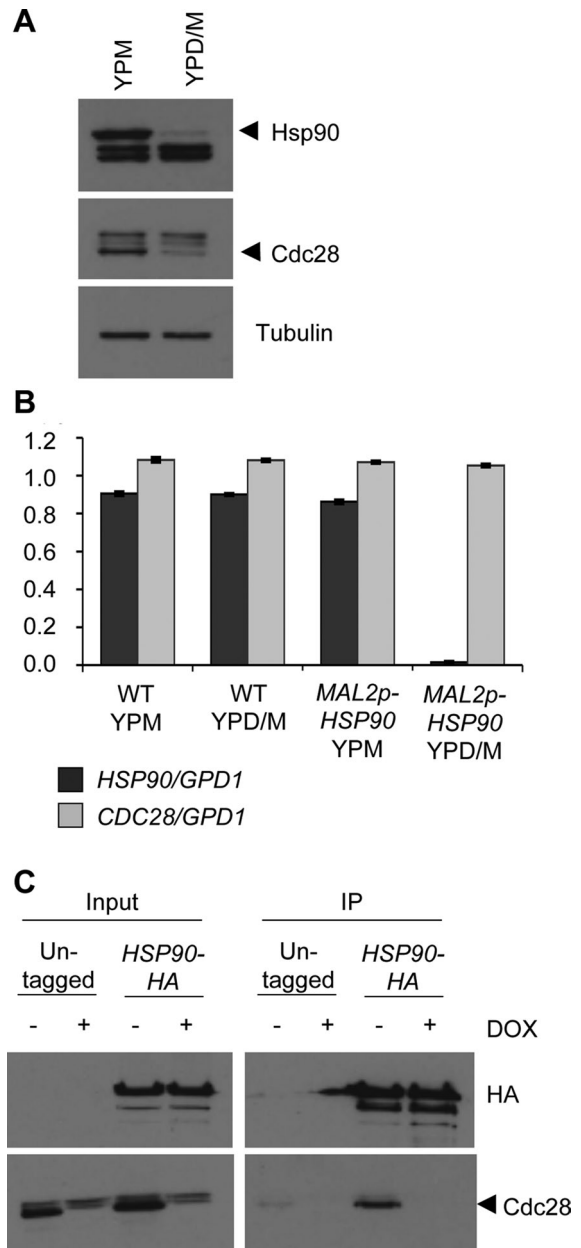 A
YPM
YPD/M
Hsp90
Cdc28
Tubulin
B
1.2
1.0
0.8
0.6
0.4
0.2
0.0
WT
YPM
WT
YPD/M
MAL2p-
HSP90
YPM
MAL2p-
HSP90
YPD/M
HSP90/GPD1
CDC28/GPD1
C
Input
IP
Un-
tagged
HSP90-
HA
Un-
tagged
HSP90-
HA
- + - + - + - + DOX
HA
Cdc28